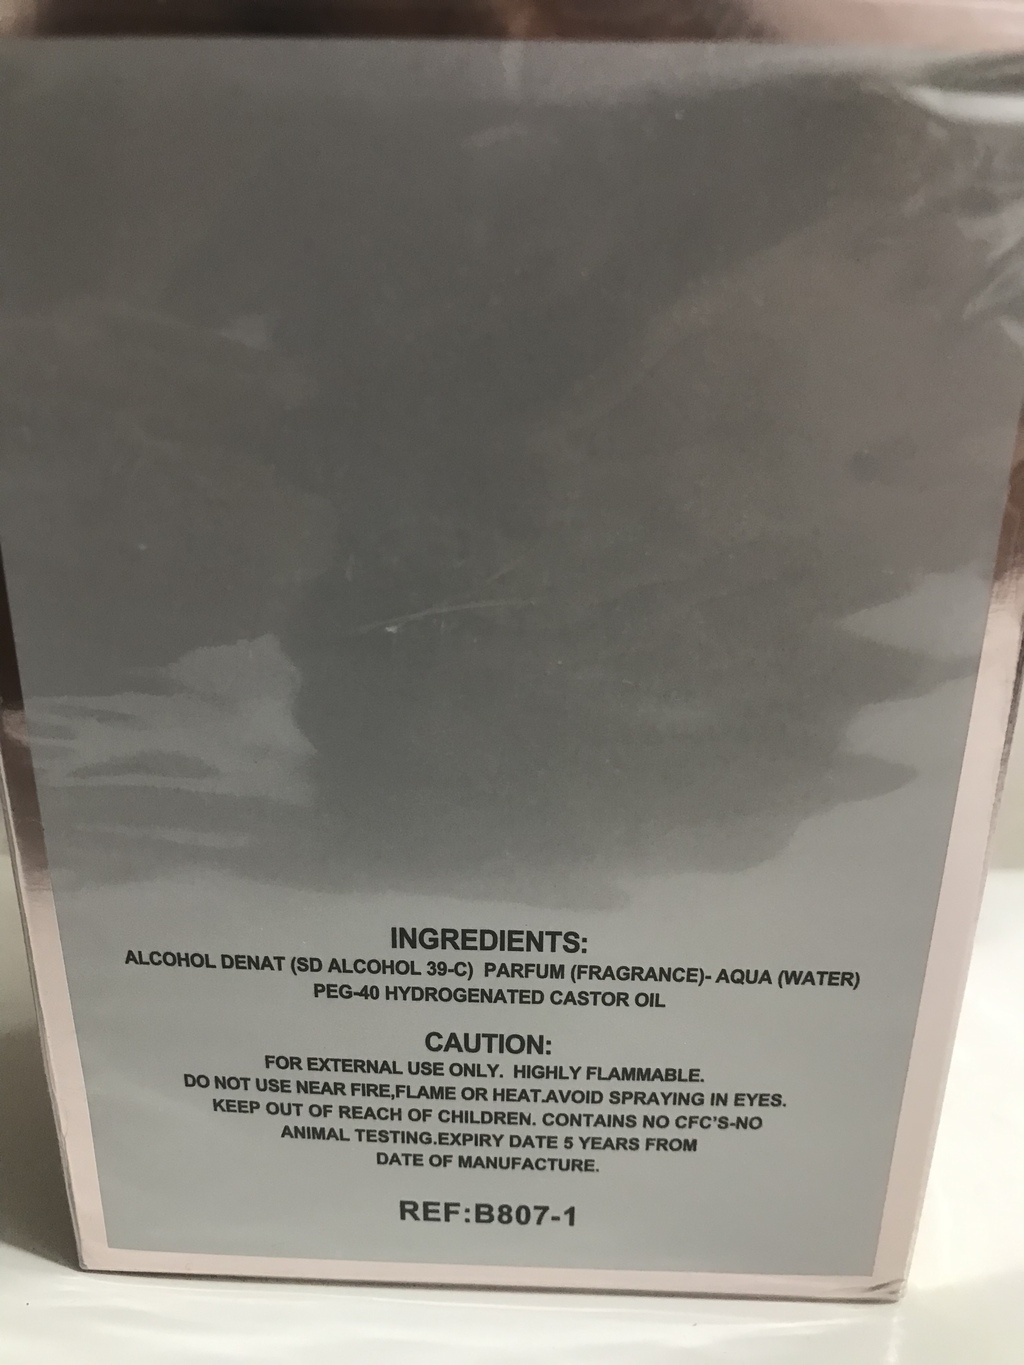 INGREDIENTS:
ALCOHOL DENAT (SD ALCOHOL 39-C) PARFUM (FRAGRANCE)- AQUA (WATER)
PEG-40 HYDROGENATED CASTOR OIL
CAUTION:
FOR EXTERNAL USE ONLY. HIGHLY FLAMMABLE.
DO NOT USE NEAR FIRE,FLAME OR HEAT.AVOID SPRAYING IN EYES.
KEEP OUT OF REACH OF CHILDREN. CONTAINS NO CFC'S-NO
ANIMAL TESTING.EXPIRY DATE 5 YEARS FROM
DATE OF MANUFACTURE.
REF:B807-1